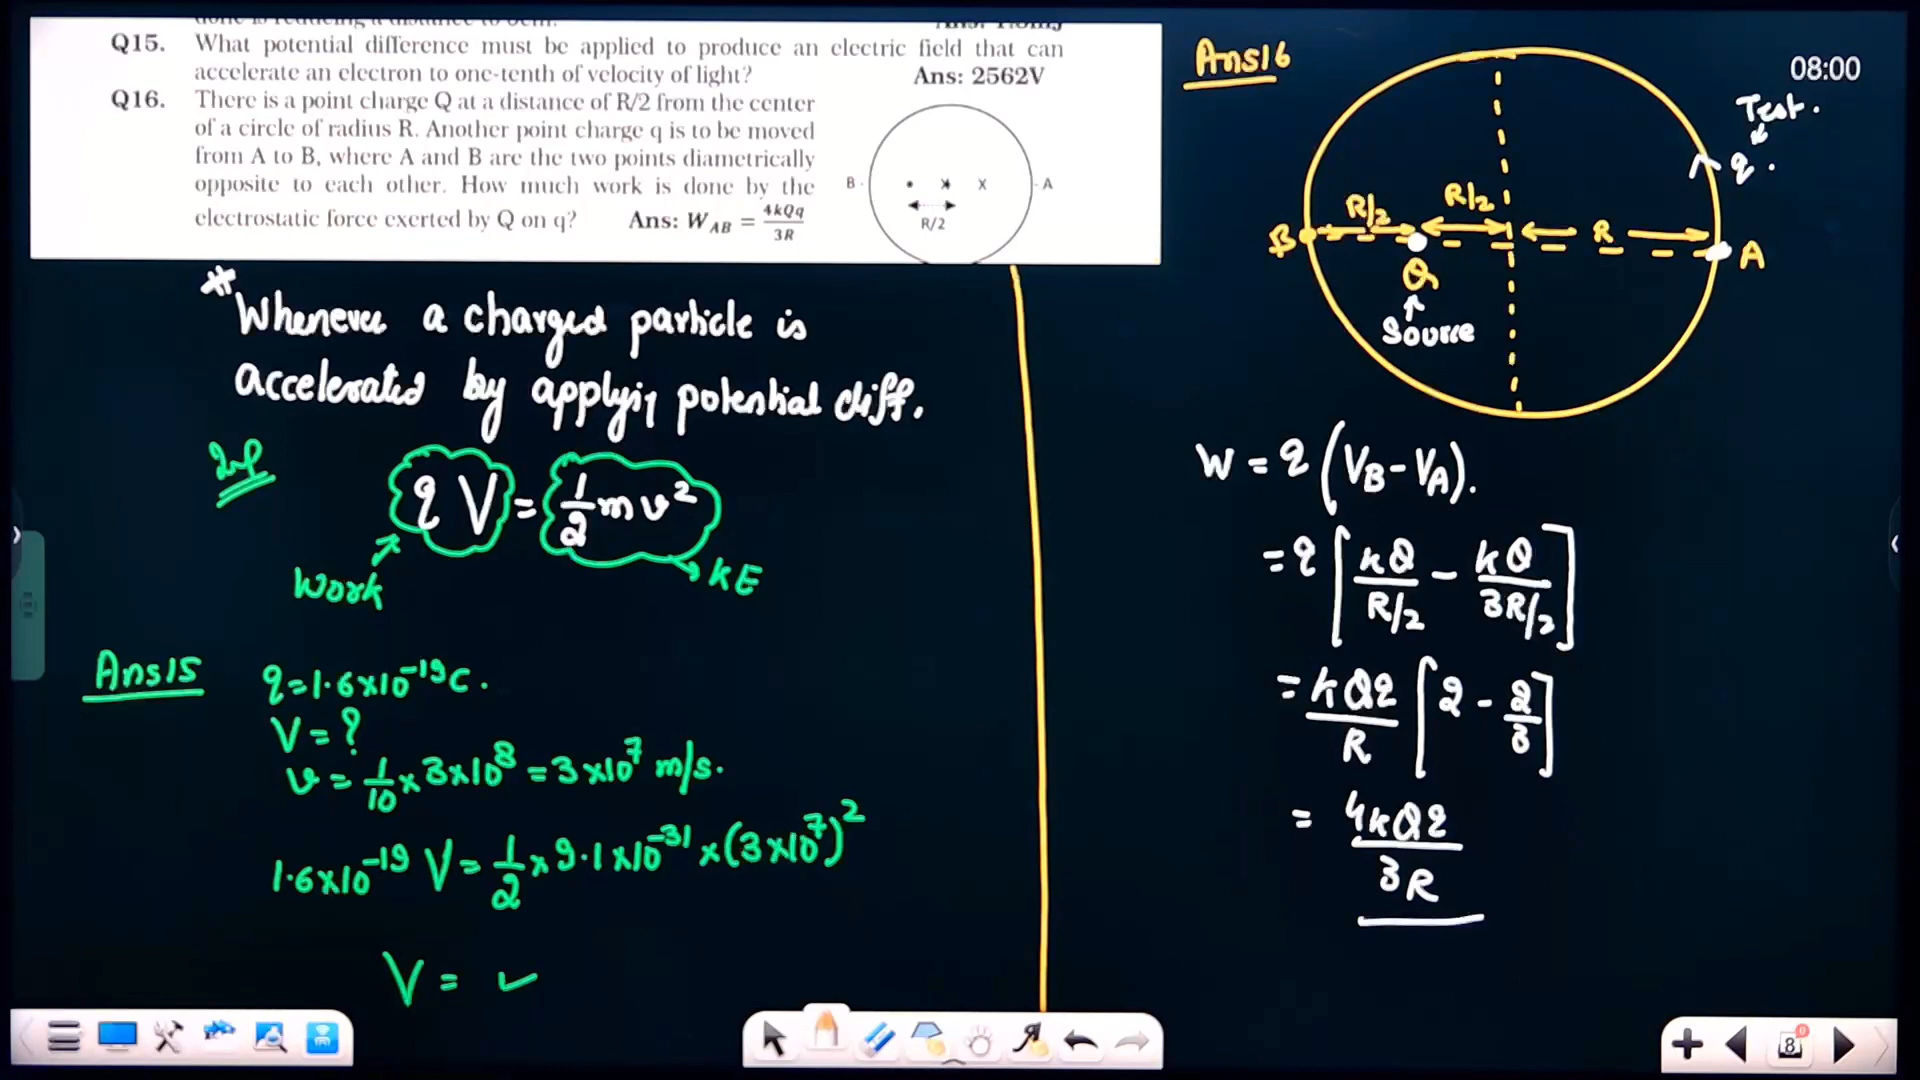 Q15. What potential difference must be applied to produce an electric field that can
accelerate an electron to one-tenth of velocity of light? Ans: 2562V
Q16. There is a point charge Q at a distance of R/2 from the center
of a circle of radius R. Another point charge q is to be moved
from A to B, where A and B are the two points diametrically
opposite to each other. How much work is done by the
electrostatic force exerted by Q on q? Ans: W_AB = 4kQq/3R
B x x A
R/2
*Whenever a charged particle is
accelerated by applying potential diff.
Imp
q V = 1/2 m v²
Work
KE
Ans15
q = 1.6×10⁻¹⁹C.
V = ?
v = 1/10 × 3×10⁸ = 3×10⁷ m/s.
1.6×10⁻¹⁹ V = 1/2 × 9.1×10⁻³¹ × (3×10⁷)²
V = ✓
Ans16
08:00
Test.
q.
R/2 R/2
B R A
Q
Source
W = q (V_B - V_A).
= q [kQ/R/2 - kQ/3R/2]
= kQq/R [2 - 2/3]
= 4kQq/3R
8